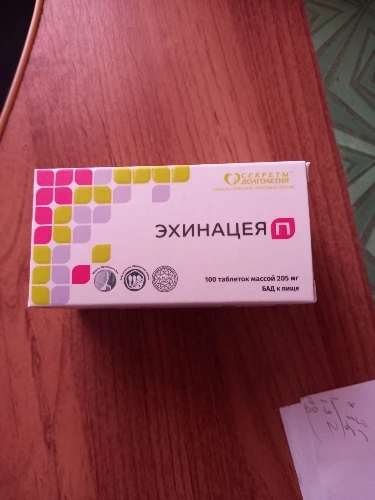 СЕКРЕТЫ
ДОЛГОЛЕТИЯ
ЭХИНАЦЕЯ П
100 таблеток массой 205 мг
БАД к пище